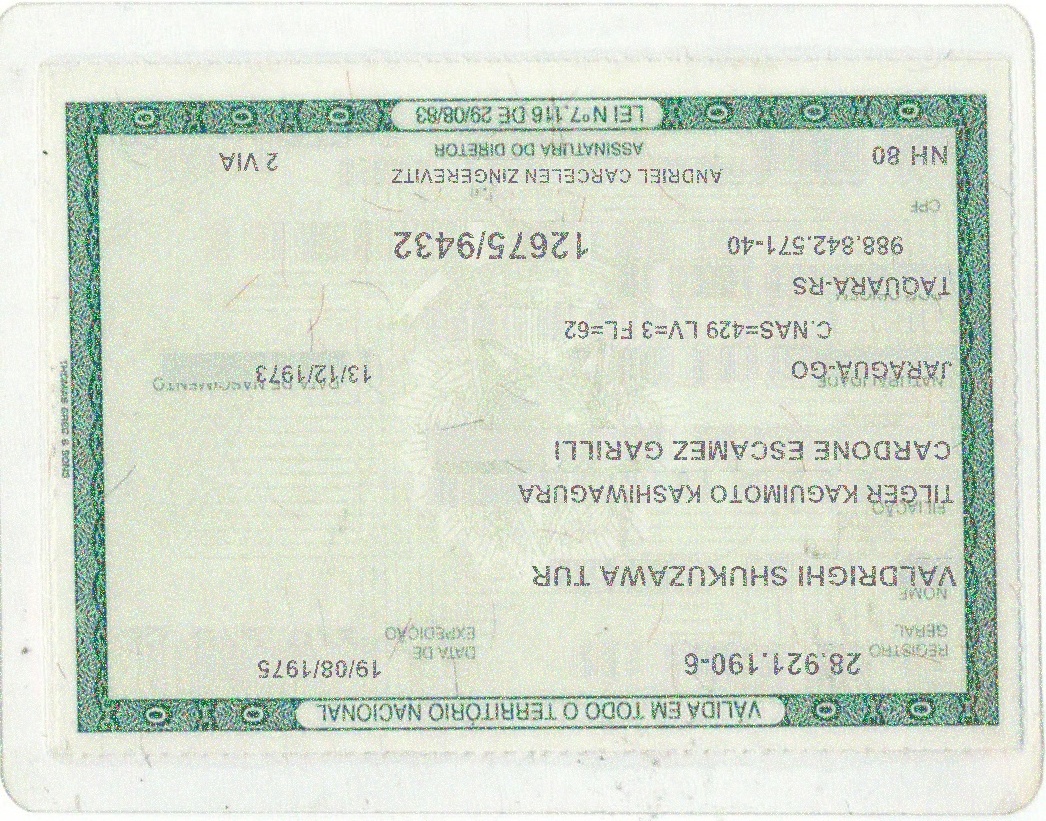 VÁLIDA EM TODO O TERRITÓRIO NACIONAL
REGISTRO GERAL 28.921.190-6 DATA DE EXPEDIÇÃO 19/08/1975
NOME
VALDRIGHI SHUKUZAWA TUR
FILIAÇÃO
TILGER KAGUIMOTO KASHIWAGURA
CARDONE ESCAMEZ GARILLI
NATURALIDADE DATA DE NASCIMENTO
JARAGUÁ-GO 13/12/1973
C.NAS=429 LV=3 FL=62
DOC ORIGEM
TAQUARA-RS
988.842.571-40 12675/9432
CPF
ANDRIEL CARCELEN ZINGEREVITZ
NH 80 ASSINATURA DO DIRETOR 2 VIA
LEI Nº 7.116 DE 29/08/83
THOMAS GREG & SONS